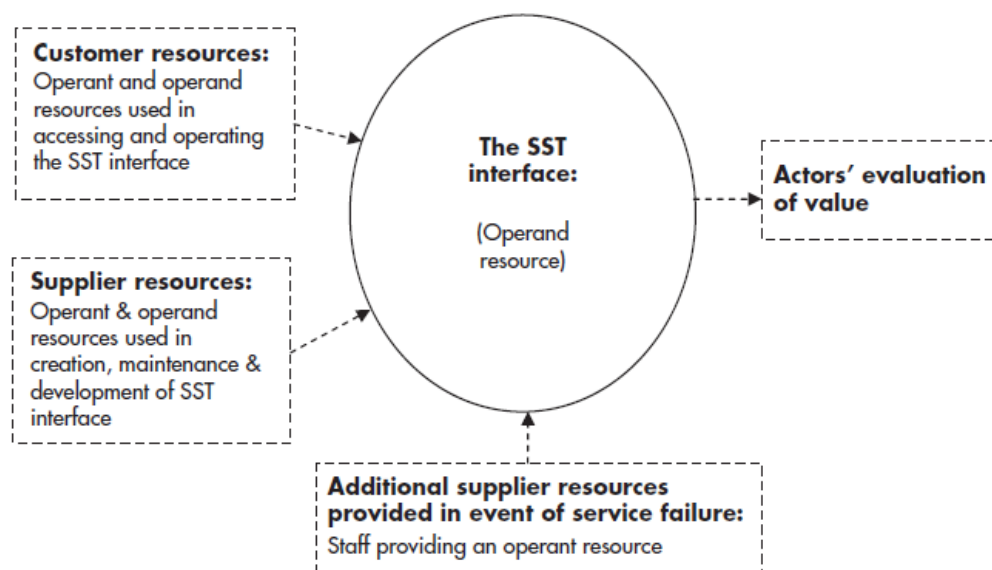 Customer resources:
Operant and operand
resources used in
accessing and operating
the SST interface
The SST
interface:
(Operand
resource)
Actors’ evaluation
of value
Supplier resources:
Operant & operand
resources used in
creation, maintenance &
development of SST
interface
Additional supplier resources
provided in event of service failure:
Staff providing an operant resource